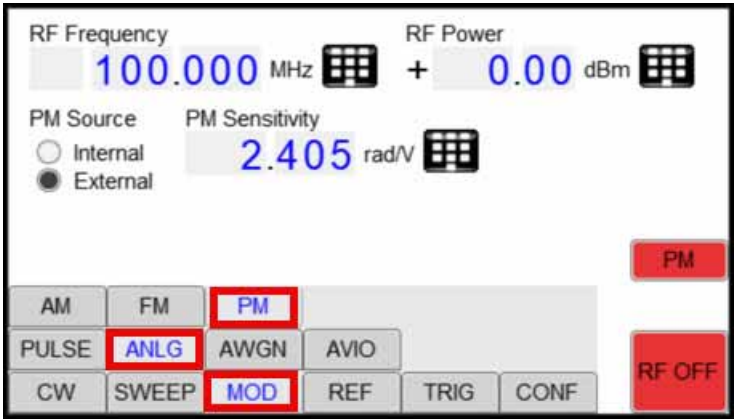 RF Frequency RF Power
100.000 MHz + 0.00 dBm
PM Source PM Sensitivity
Internal
2.405 rad/V
External
PM
AM FM PM
PULSE ANLG AWGN AVIO
RF OFF
CW SWEEP MOD REF TRIG CONF